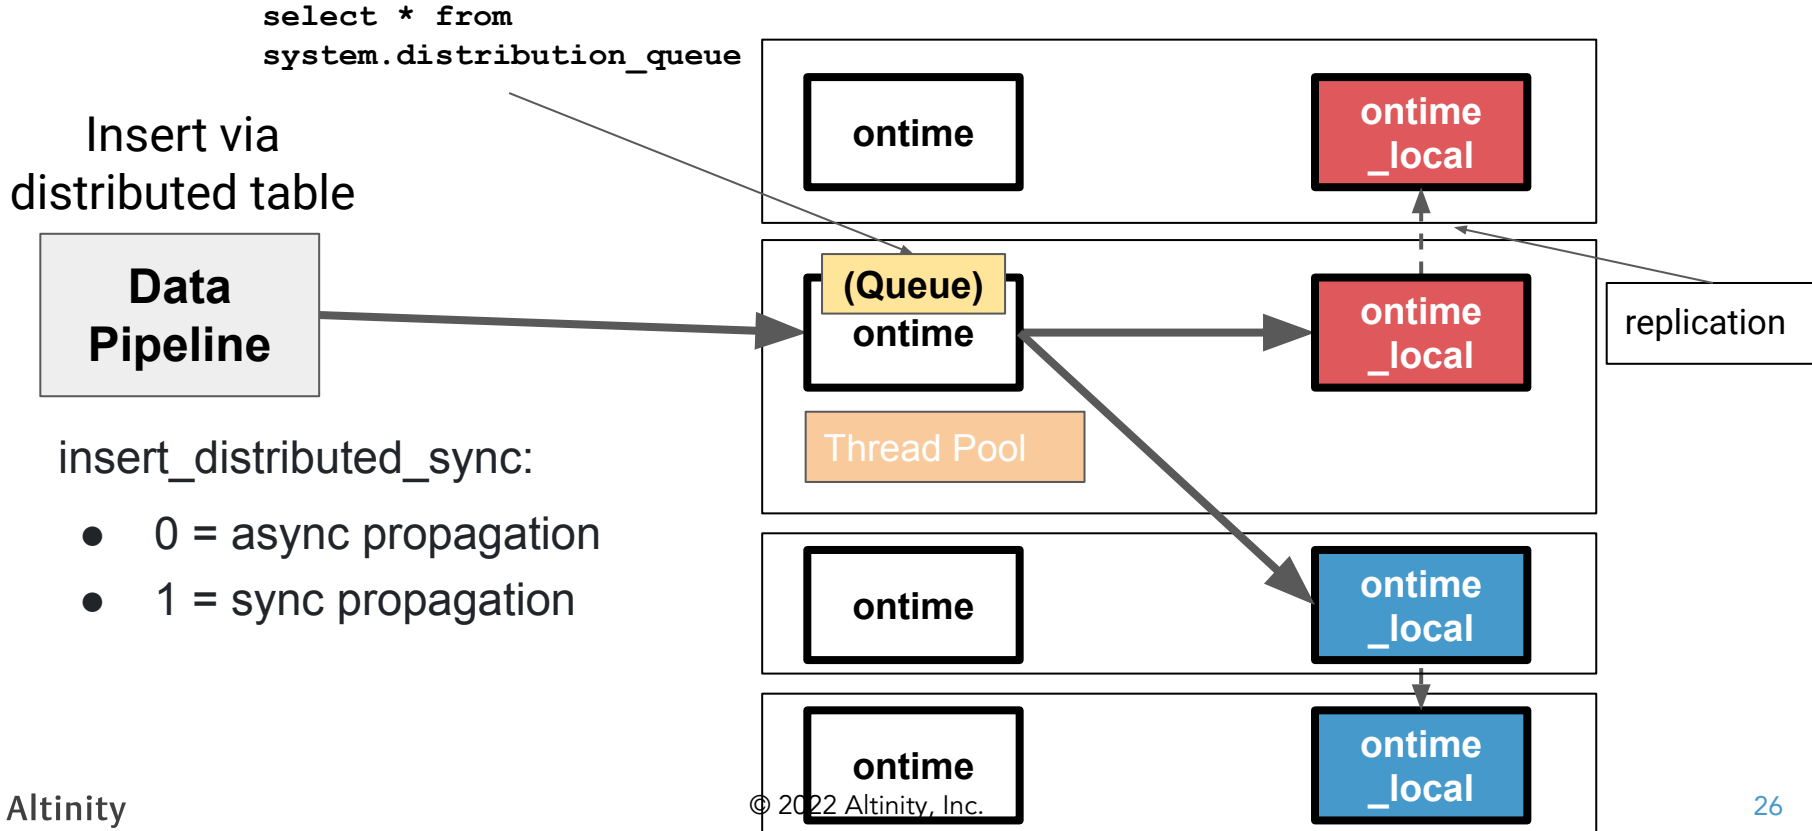 select * from
system.distribution_queue
Insert via
distributed table
Data
Pipeline
insert_distributed_sync:
● 0 = async propagation
● 1 = sync propagation
ontime
ontime
_local
(Queue)
ontime
ontime
_local
replication
Thread Pool
ontime
ontime
_local
ontime
ontime
_local
Altinity
© 2022 Altinity, Inc.
26